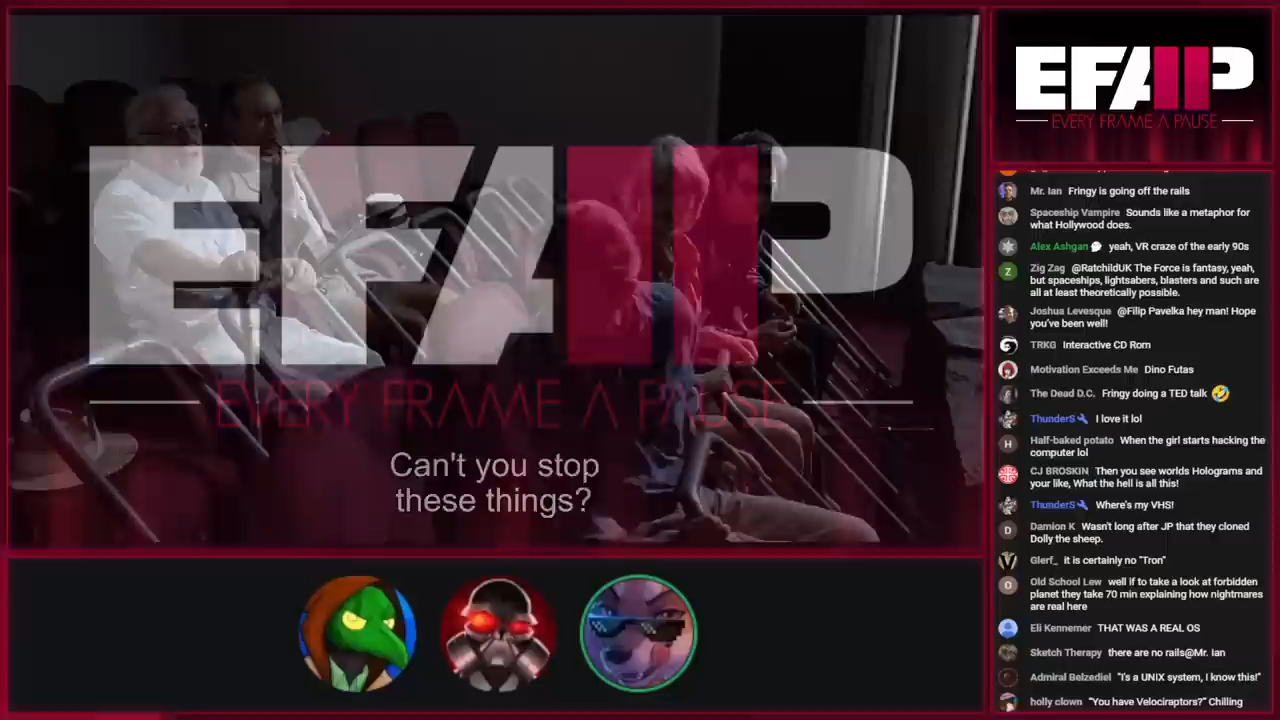 EFAP
EVERY FRAME A PAUSE
Can't you stop
these things?
EFAP
EVERY FRAME A PAUSE
Mr. Ian Fringy is going off the rails
Spaceship Vampire Sounds like a metaphor for
what Hollywood does.
Alex Ashgan yeah, VR craze of the early 90s
Zig Zag @RatchildUK The Force is fantasy, yeah,
but spaceships, lightsabers, blasters and such are
all at least theoretically possible.
Joshua Levesque @Filip Pavelka hey man! Hope
you've been well!
TRKG Interactive CD Rom
Motivation Exceeds Me Dino Futas
The Dead D.C. Fringy doing a TED talk 🤣
ThunderS I love it lol
Half-baked potato When the girl starts hacking the
computer lol
CJ BROSKIN Then you see worlds Holograms and
your like, What the hell is all this!
ThunderS Where's my VHS!
Damion K Wasn't long after JP that they cloned
Dolly the sheep.
Glerf_ it is certainly no "Tron"
Old School Lew well if to take a look at forbidden
planet they take 70 min explaining how nightmares
are real here
Eli Kennemer THAT WAS A REAL OS
Sketch Therapy there are no rails@Mr. Ian
Admiral Belzediel "I's a UNIX system, I know this!"
holly clown "You have Velociraptors?" Chilling